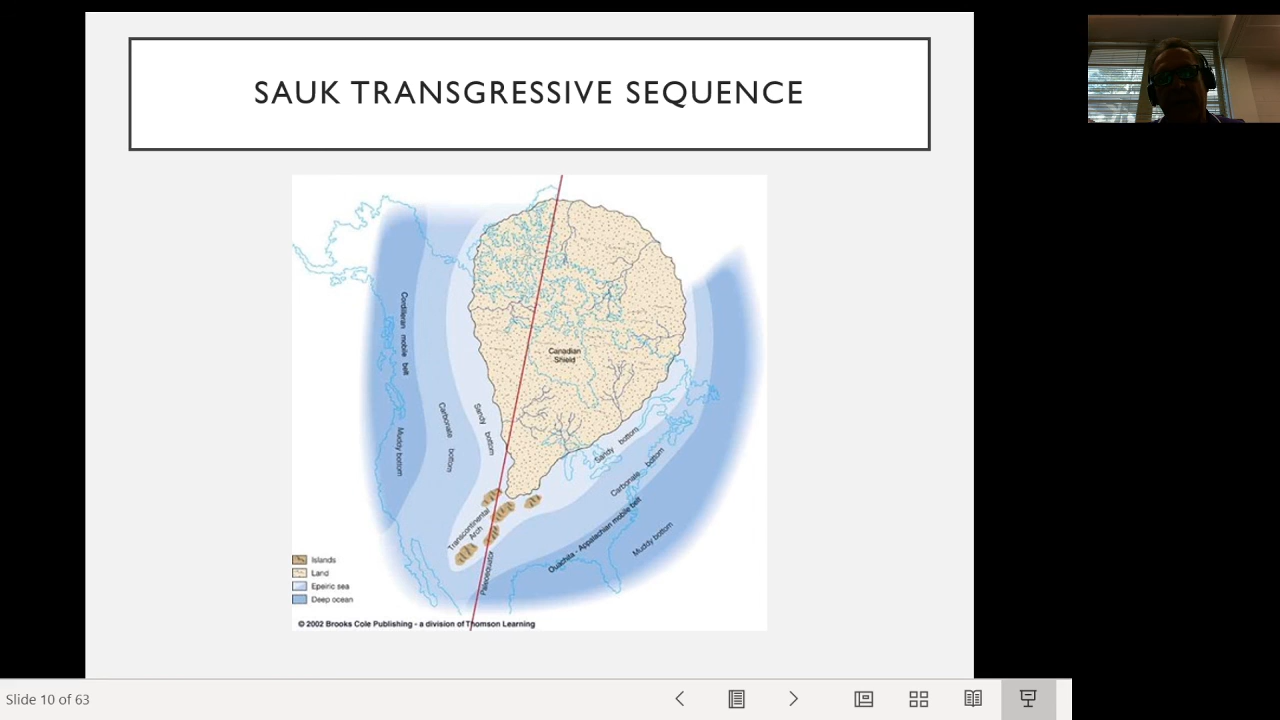 SAUK TRANSGRESSIVE SEQUENCE
Cordilleran mobile belt
Muddy bottom
Carbonate bottom
Sandy bottom
Canadian
Shield
Sandy bottom
Carbonate bottom
Ouachita - Appalachian mobile belt
Muddy bottom
Transcontinental
Arch
Paleoequator
Islands
Land
Epeiric sea
Deep ocean
© 2002 Brooks Cole Publishing - a division of Thomson Learning
Slide 10 of 63